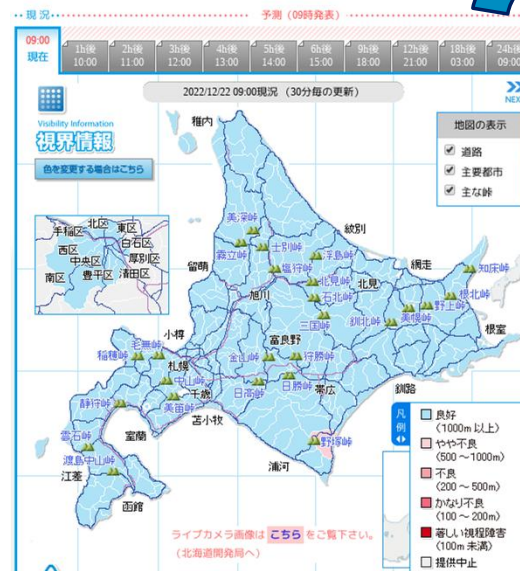 現況
予測（09時発表）
09:00
現在
1h後
10:00
2h後
11:00
3h後
12:00
4h後
13:00
5h後
14:00
6h後
15:00
9h後
18:00
12h後
21:00
18h後
03:00
24h後
09:00
2022/12/22 09:00現況 （30分毎の更新）
NEX
Visibility Information
視界情報
色を変更する場合はこちら
地図の表示
道路
主要都市
主な峠
手稲区
北区
東区
白石区
西区
中央区
厚別区
南区
豊平区
清田区
稚内
美深峠
霧立峠
士別峠
紋別
浮島峠
留萌
塩狩峠
北見峠
北見
網走
知床峠
旭川
石北峠
根北峠
野上峠
三国峠
釧北峠
美幌峠
根室
小樽
毛無峠
稲穂峠
札幌
富良野
金山峠
狩勝峠
中山峠
千歳
日高峠
日勝峠
帯広
釧路
静狩峠
美笛峠
苫小牧
雲石峠
室蘭
野塚峠
渡島中山峠
浦河
江差
函館
凡例
良好
（1000m 以上）
やや不良
（500 ～ 1000m）
不良
（200 ～ 500m）
かなり不良
（100 ～ 200m）
著しい視程障害
（100m 未満）
提供中止
ライブカメラ画像は こちら をご覧下さい。
（北海道開発局へ）